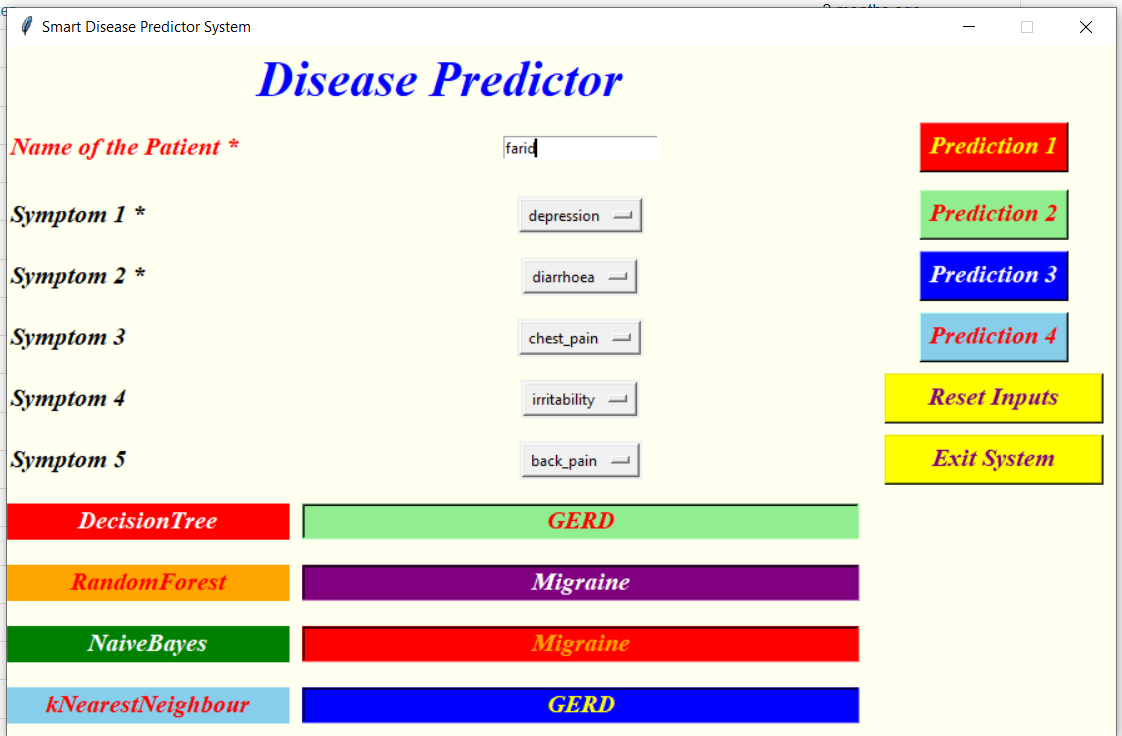 Smart Disease Predictor System
Disease Predictor
Name of the Patient * farid Prediction 1
Symptom 1 * depression Prediction 2
Symptom 2 * diarrhoea Prediction 3
Symptom 3 chest_pain Prediction 4
Symptom 4 irritability Reset Inputs
Symptom 5 back_pain Exit System
DecisionTree GERD
RandomForest Migraine
NaiveBayes Migraine
kNearestNeighbour GERD